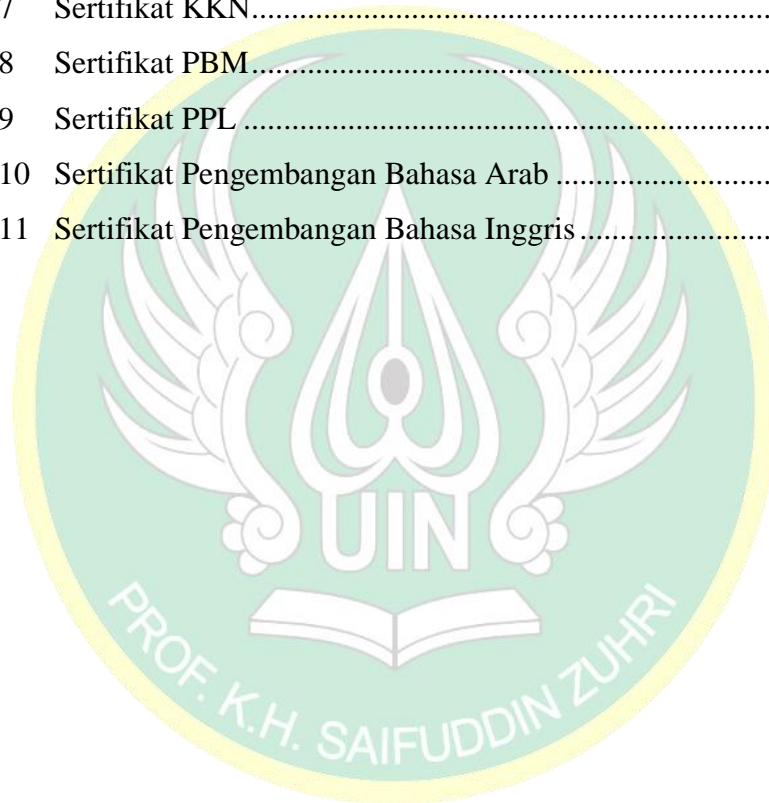 7 Sertifikat KKN..................................................................
8 Sertifikat PBM..................................................................
9 Sertifikat PPL ..................................................................
10 Sertifikat Pengembangan Bahasa Arab ...........................
11 Sertifikat Pengembangan Bahasa Inggris ........................
UIN
PROF. K.H. SAIFUDDIN ZUHRI